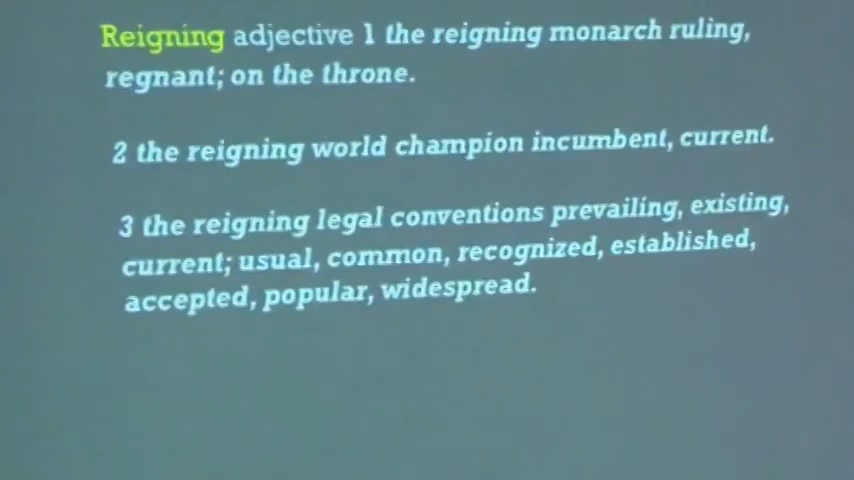 Reigning adjective 1 the reigning monarch ruling,
regnant; on the throne.
2 the reigning world champion incumbent, current.
3 the reigning legal conventions prevailing, existing,
current; usual, common, recognized, established,
accepted, popular, widespread.